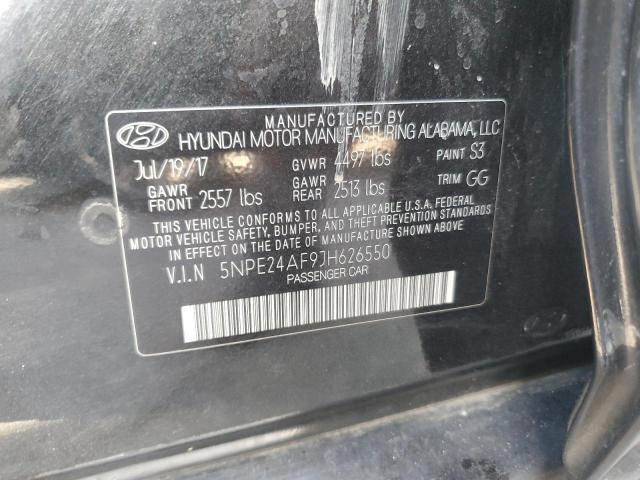 MANUFACTURED BY
HYUNDAI MOTOR MANUFACTURING ALABAMA, LLC
Jul/19/17 GVWR 4497 lbs PAINT S3
GAWR FRONT 2557 lbs GAWR REAR 2513 lbs TRIM GG
THIS VEHICLE CONFORMS TO ALL APPLICABLE U.S.A. FEDERAL
MOTOR VEHICLE SAFETY, BUMPER, AND THEFT PREVENTION STANDARDS
IN EFFECT ON THE DATE OF MANUFACTURE SHOWN ABOVE.
V.I.N 5NPE24AF9JH626550
PASSENGER CAR